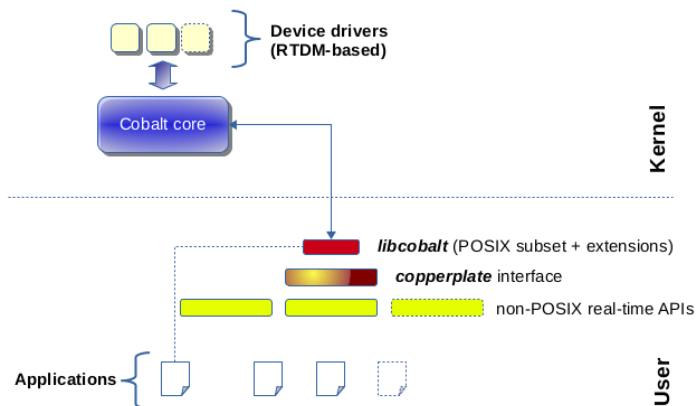 Device drivers
(RTDM-based)
Cobalt core
Kernel
libcobalt (POSIX subset + extensions)
copperplate interface
non-POSIX real-time APIs
Applications
User